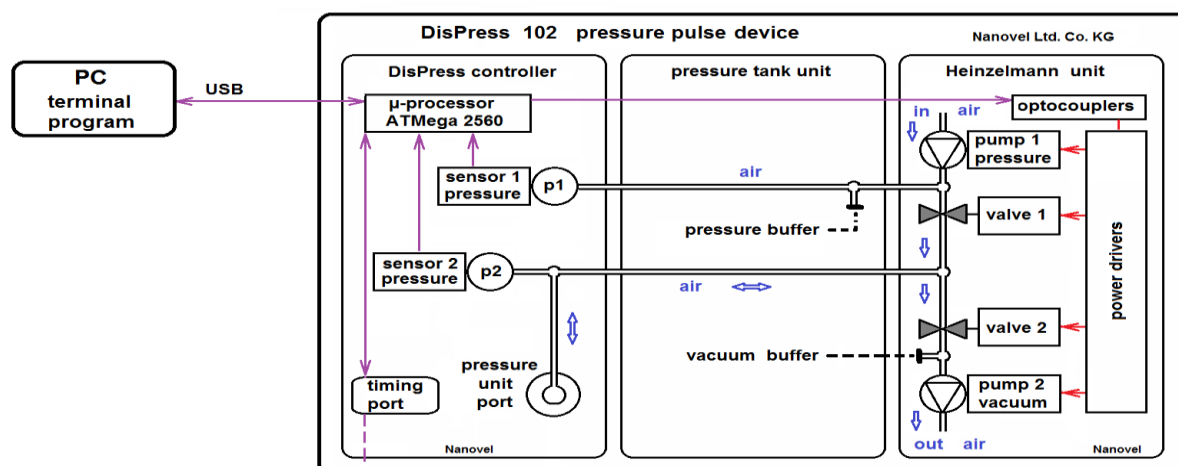 DisPress 102 pressure pulse device
Nanovel Ltd. Co. KG
PC
terminal
program
USB
DisPress controller
µ-processor
ATMega 2560
sensor 1
pressure
p1
sensor 2
pressure
p2
timing
port
pressure
unit
port
Nanovel
pressure tank unit
air
pressure buffer
air
vacuum buffer
Heinzelmann unit
optocouplers
in air
pump 1
pressure
valve 1
valve 2
pump 2
vacuum
power drivers
out air
Nanovel